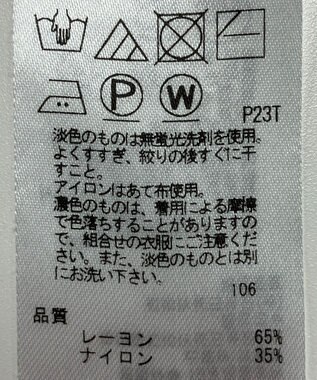 P W P23T
淡色のものは無蛍光洗剤を使用。
よくすすぎ、絞りの後すぐに干
すこと。
アイロンはあて布使用。
濃色のものは、着用による摩擦
で色落ちすることがありますの
で、組合せの衣服にご注意くだ
さい。また、淡色のものとは別
にお洗い下さい。
106
品質
レーヨン 65%
ナイロン 35%